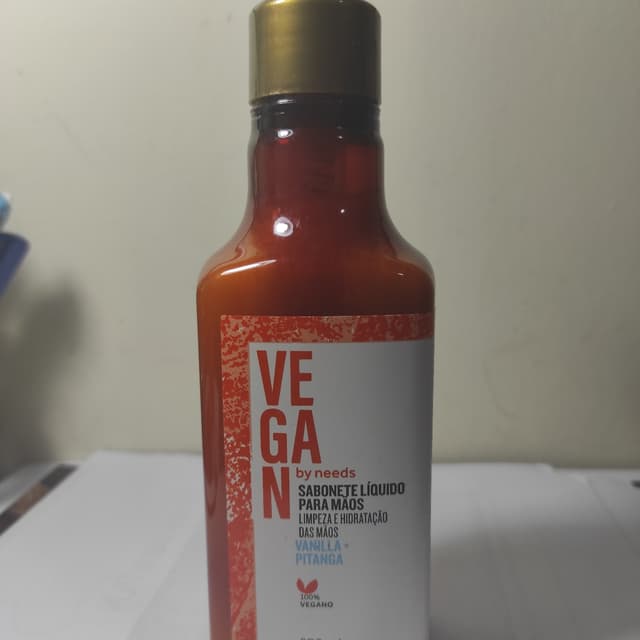 VE
GA
N
by needs
SABONETE LÍQUIDO
PARA MÃOS
LIMPEZA E HIDRATAÇÃO
DAS MÃOS
VANILLA +
PITANGA
100%
VEGANO